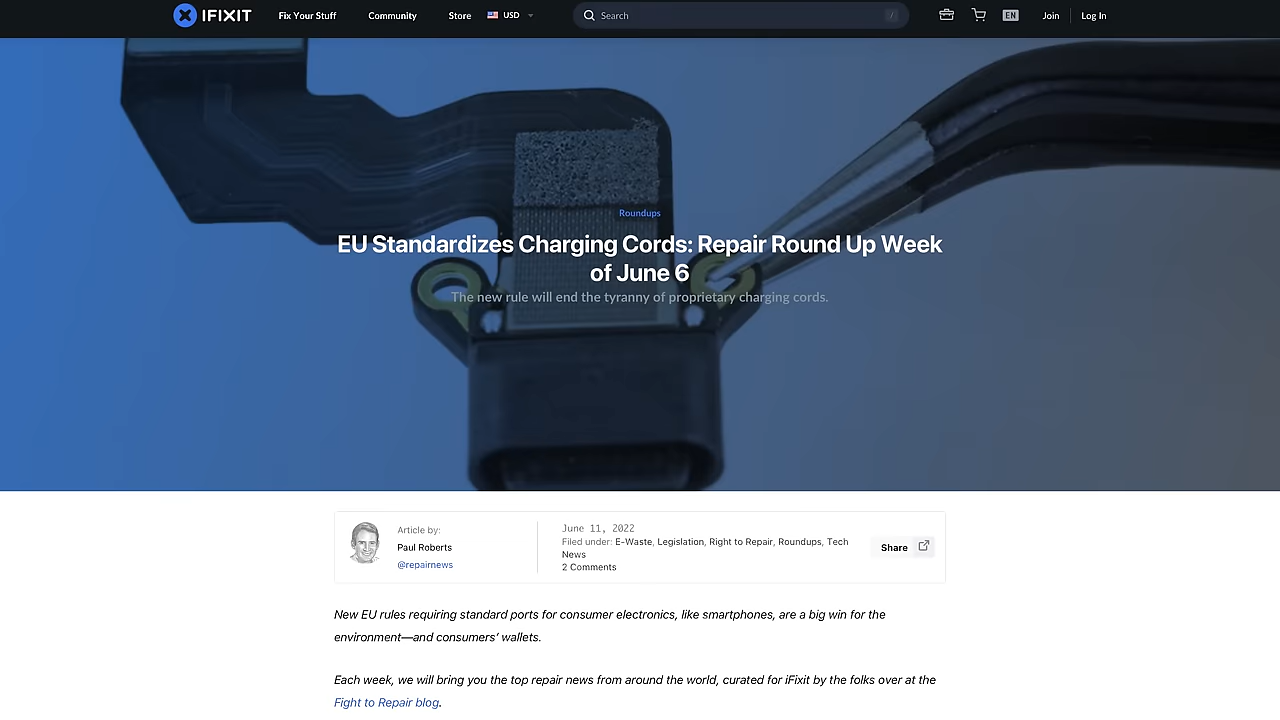 IFIXIT
Fix Your Stuff
Community
Store
USD
Search
/
EN
Join
Log In
Roundups
EU Standardizes Charging Cords: Repair Round Up Week
of June 6
The new rule will end the tyranny of proprietary charging cords.
Article by:
Paul Roberts
@repairnews
June 11, 2022
Filed under: E-Waste, Legislation, Right to Repair, Roundups, Tech
News
2 Comments
Share
New EU rules requiring standard ports for consumer electronics, like smartphones, are a big win for the
environment—and consumers’ wallets.
Each week, we will bring you the top repair news from around the world, curated for iFixit by the folks over at the
Fight to Repair blog.